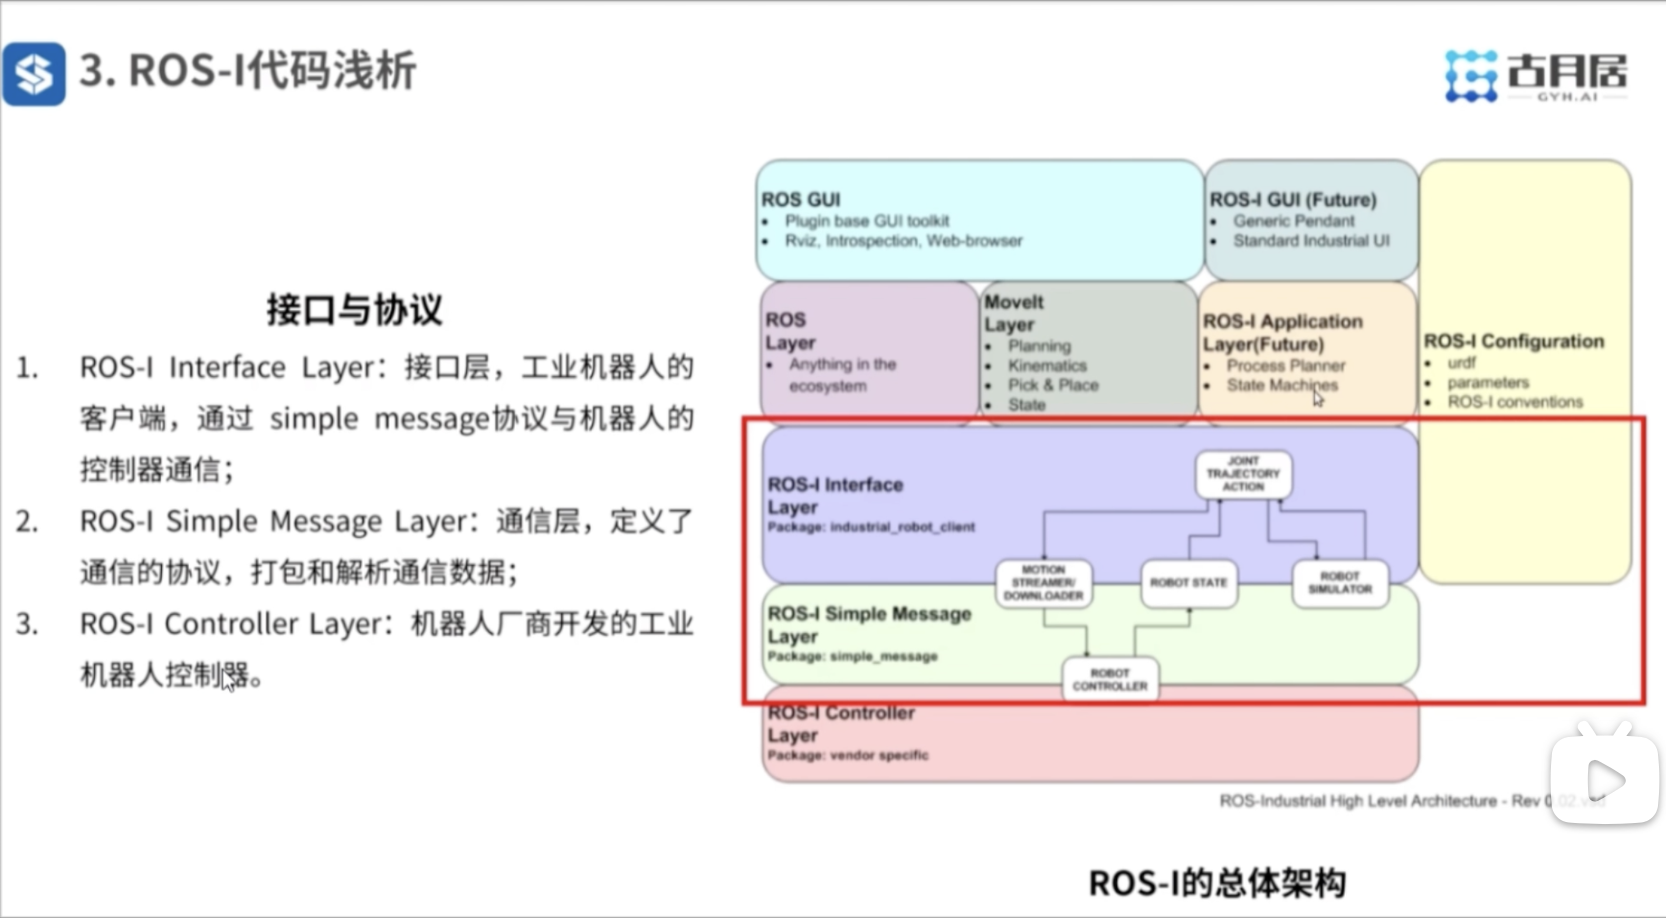 3. ROS-I代码浅析
古月居
GYH.AI
接口与协议
1. ROS-I Interface Layer：接口层，工业机器人的
客户端，通过 simple message协议与机器人的
控制器通信；
2. ROS-I Simple Message Layer：通信层，定义了
通信的协议，打包和解析通信数据；
3. ROS-I Controller Layer：机器人厂商开发的工业
机器人控制器。
ROS GUI
• Plugin base GUI toolkit
• Rviz, Introspection, Web-browser
ROS-I GUI (Future)
• Generic Pendant
• Standard Industrial UI
ROS
Layer
• Anything in the
ecosystem
MoveIt
Layer
• Planning
• Kinematics
• Pick & Place
• State
ROS-I Application
Layer(Future)
• Process Planner
• State Machines
ROS-I Configuration
• urdf
• parameters
• ROS-I conventions
ROS-I Interface
Layer
Package: industrial_robot_client
JOINT
TRAJECTORY
ACTION
MOTION
STREAMER/
DOWNLOADER
ROBOT STATE
ROBOT
SIMULATOR
ROS-I Simple Message
Layer
Package: simple_message
ROBOT
CONTROLLER
ROS-I Controller
Layer
Package: vendor specific
ROS-Industrial High Level Architecture - Rev 0.02.vsd
ROS-I的总体架构